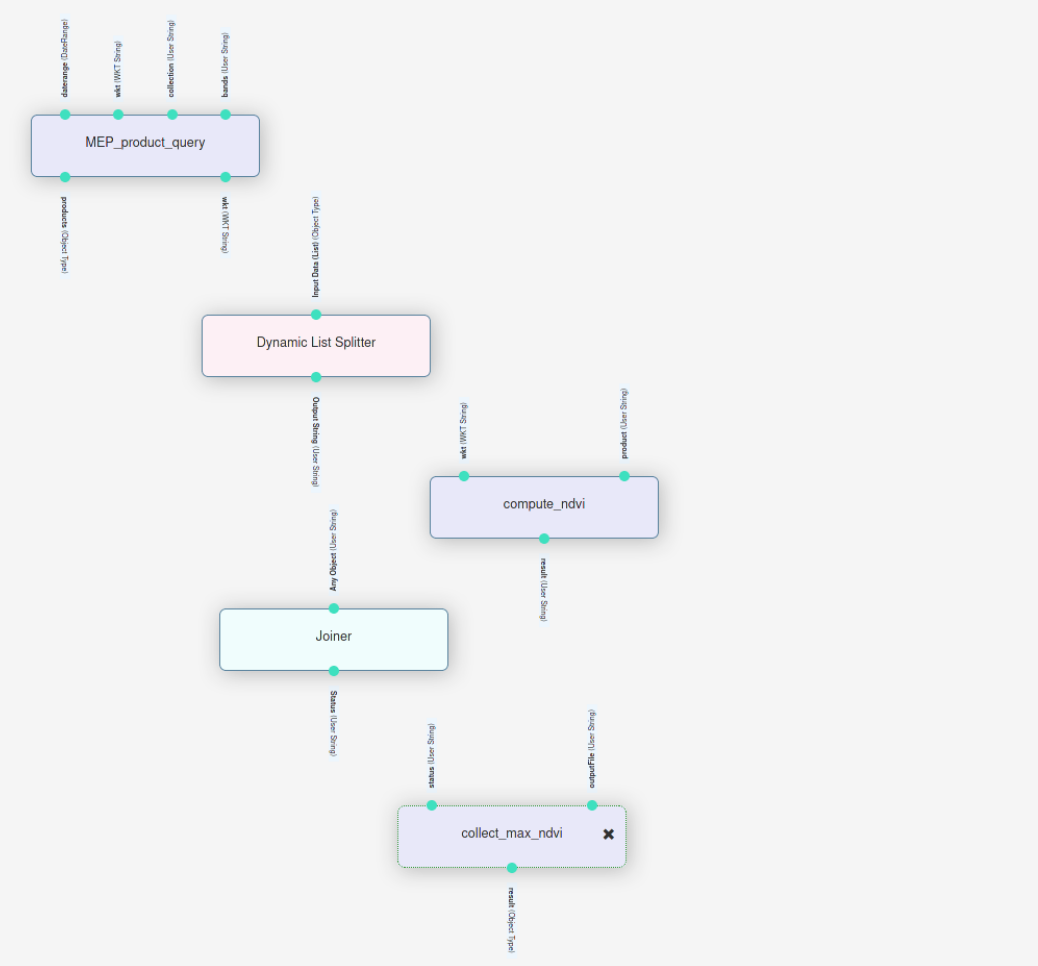 daterange (DateRange)
wkt (WKT String)
collection (User String)
bands (User String)
MEP_product_query
products (Object Type)
wkt (WKT String)
Input Data (List) (Object Type)
Dynamic List Splitter
Output String (User String)
wkt (WKT String)
product (User String)
compute_ndvi
result (User String)
Any Object (User String)
Joiner
Status (User String)
status (User String)
outputFile (User String)
collect_max_ndvi
result (Object Type)